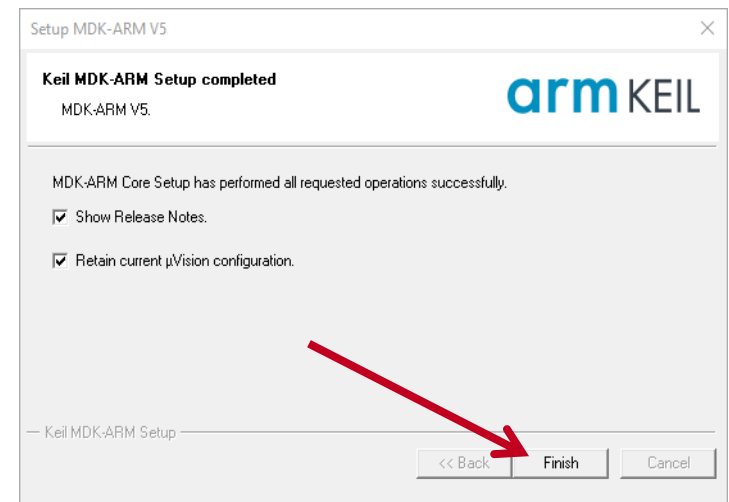 Setup MDK-ARM V5
Keil MDK-ARM Setup completed
MDK-ARM V5.
arm KEIL
MDK-ARM Core Setup has performed all requested operations successfully.
Show Release Notes.
Retain current µVision configuration.
Keil MDK-ARM Setup
<< Back Finish Cancel